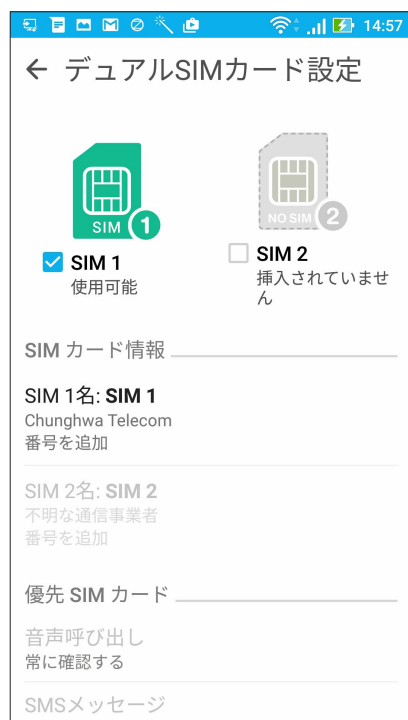 14:57
デュアルSIMカード設定
SIM 1
NO SIM 2
SIM 1
使用可能
SIM 2
挿入されていませ
ん
SIM カード情報
SIM 1名: SIM 1
Chunghwa Telecom
番号を追加
SIM 2名: SIM 2
不明な通信事業者
番号を追加
優先 SIM カード
音声呼び出し
常に確認する
SMSメッセージ